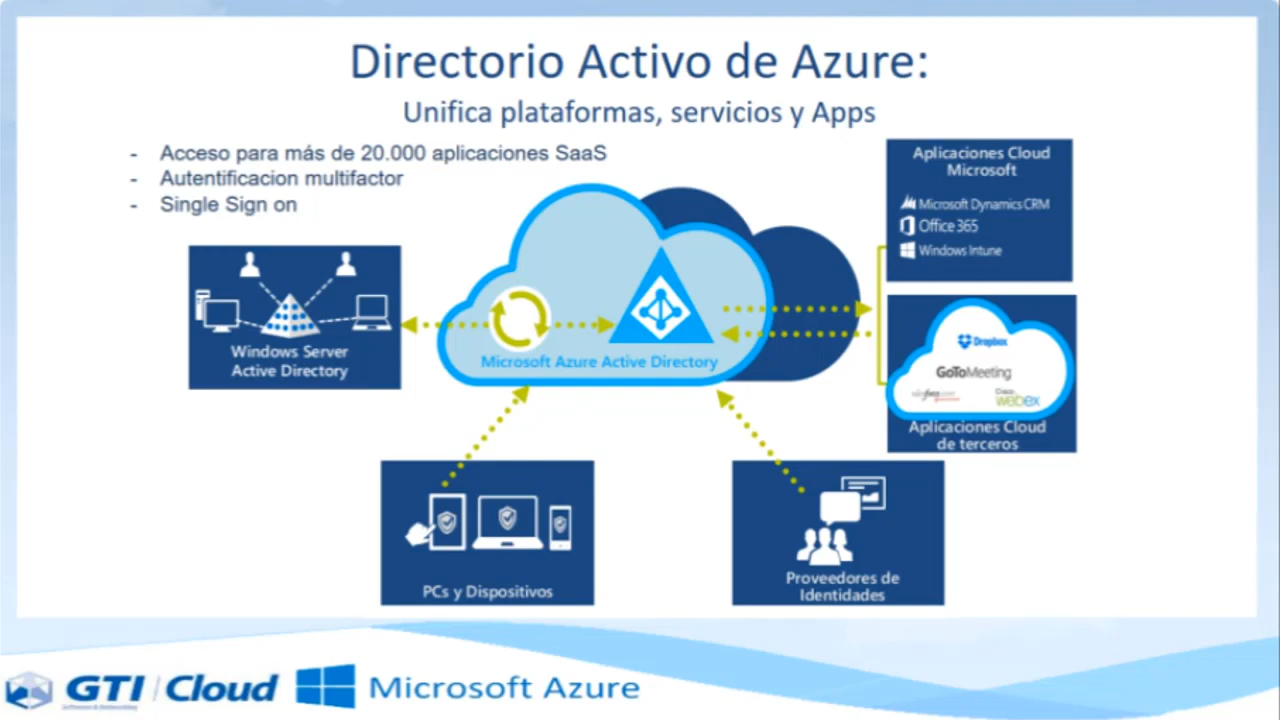 Directorio Activo de Azure:
Unifica plataformas, servicios y Apps
- Acceso para más de 20.000 aplicaciones SaaS
- Autentificacion multifactor
- Single Sign on
Aplicaciones Cloud
Microsoft
Microsoft Dynamics CRM
Office 365
Windows Intune
Windows Server
Active Directory
Microsoft Azure Active Directory
Dropbox
GoToMeeting
Cisco
webex
Aplicaciones Cloud
de terceros
PCs y Dispositivos
Proveedores de
Identidades
GTI Cloud
Microsoft Azure